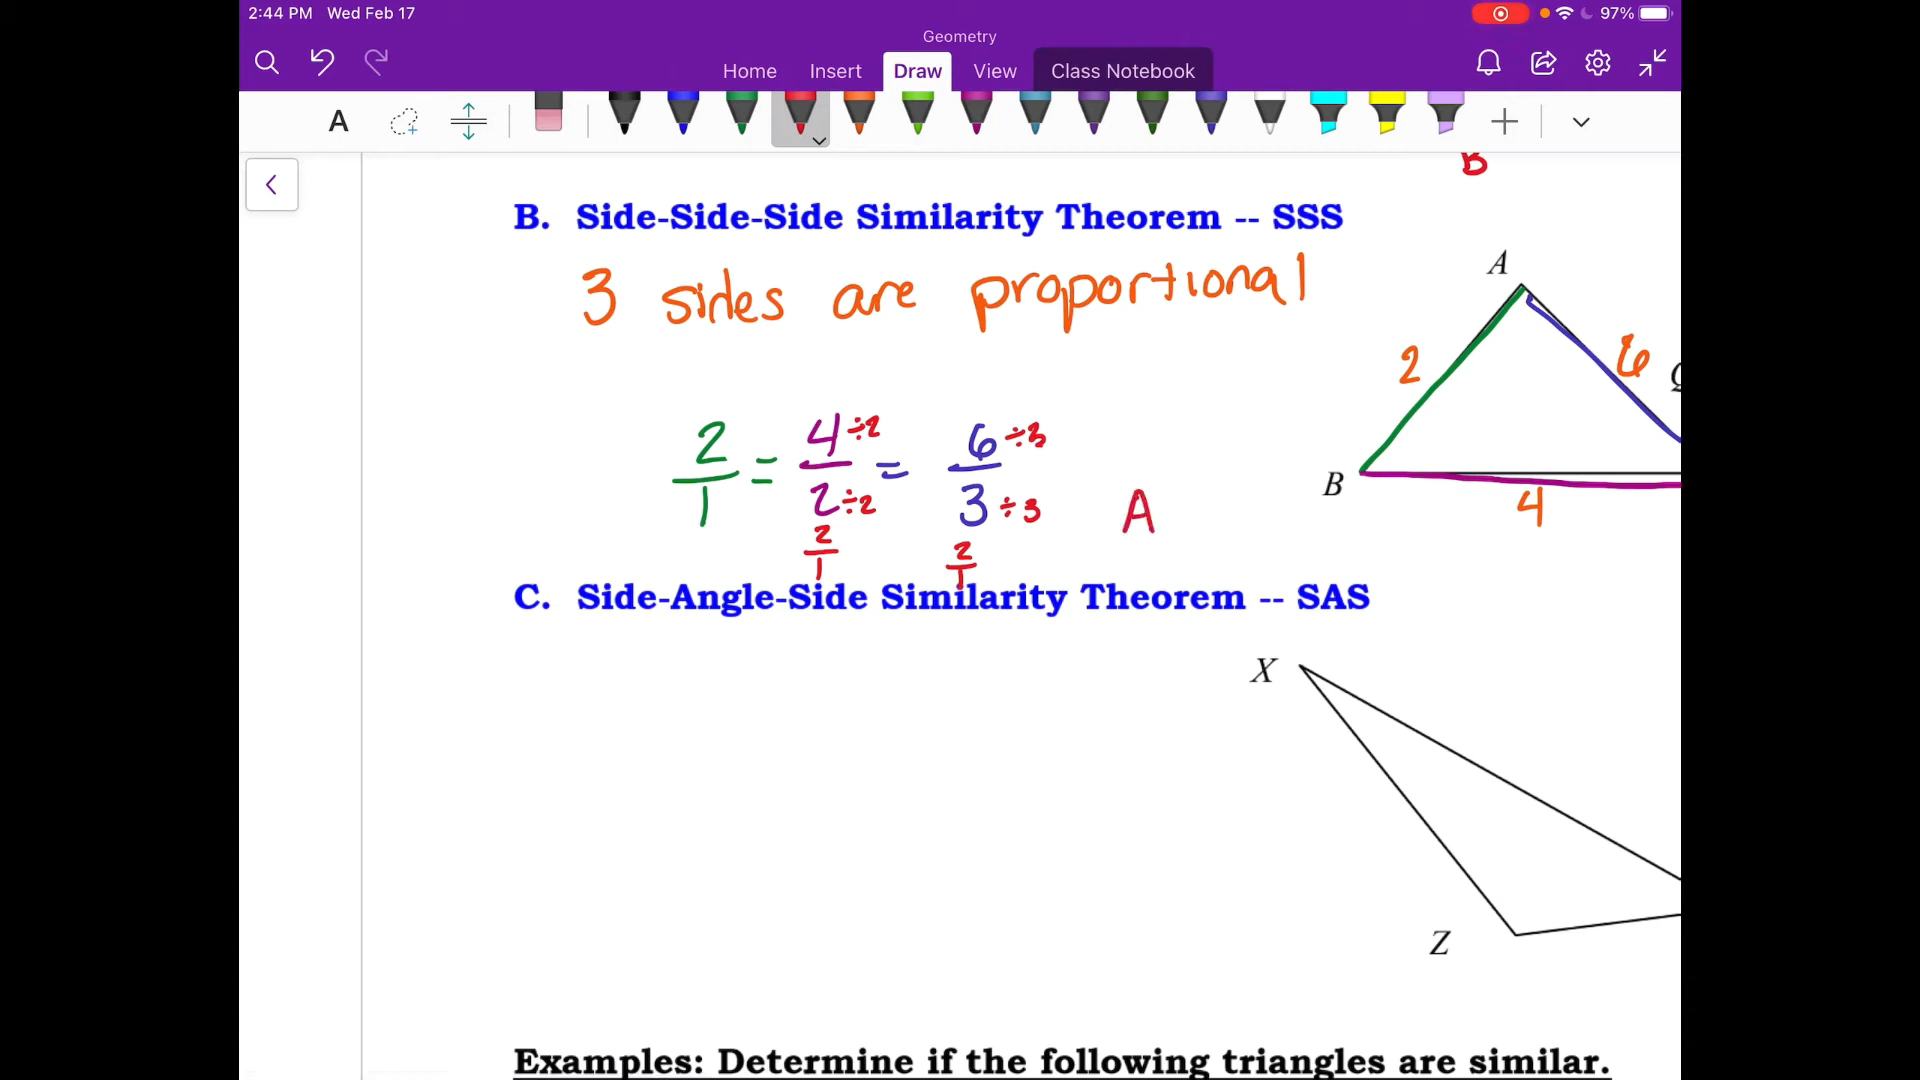 2:44 PM Wed Feb 17
97%
Geometry
Home Insert Draw View Class Notebook
A
B
B. Side-Side-Side Similarity Theorem -- SSS
3 sides are proportional
A
2
6
B
4
2/1 = 4÷2/2÷2 = 6÷3/3÷3 A
2/1 2/1
C. Side-Angle-Side Similarity Theorem -- SAS
X
Z
Examples: Determine if the following triangles are similar.